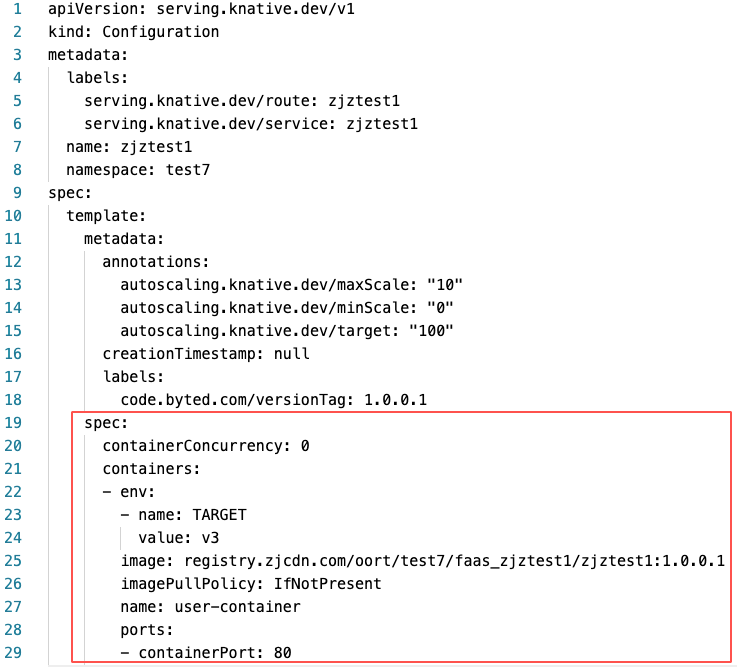 1 apiVersion: serving.knative.dev/v1
2 kind: Configuration
3 metadata:
4   labels:
5     serving.knative.dev/route: zjztest1
6     serving.knative.dev/service: zjztest1
7   name: zjztest1
8   namespace: test7
9 spec:
10   template:
11     metadata:
12       annotations:
13         autoscaling.knative.dev/maxScale: "10"
14         autoscaling.knative.dev/minScale: "0"
15         autoscaling.knative.dev/target: "100"
16       creationTimestamp: null
17       labels:
18         code.byted.com/versionTag: 1.0.0.1
19     spec:
20       containerConcurrency: 0
21       containers:
22       - env:
23         - name: TARGET
24           value: v3
25         image: registry.zjcdn.com/oort/test7/faas_zjztest1/zjztest1:1.0.0.1
26         imagePullPolicy: IfNotPresent
27         name: user-container
28         ports:
29         - containerPort: 80